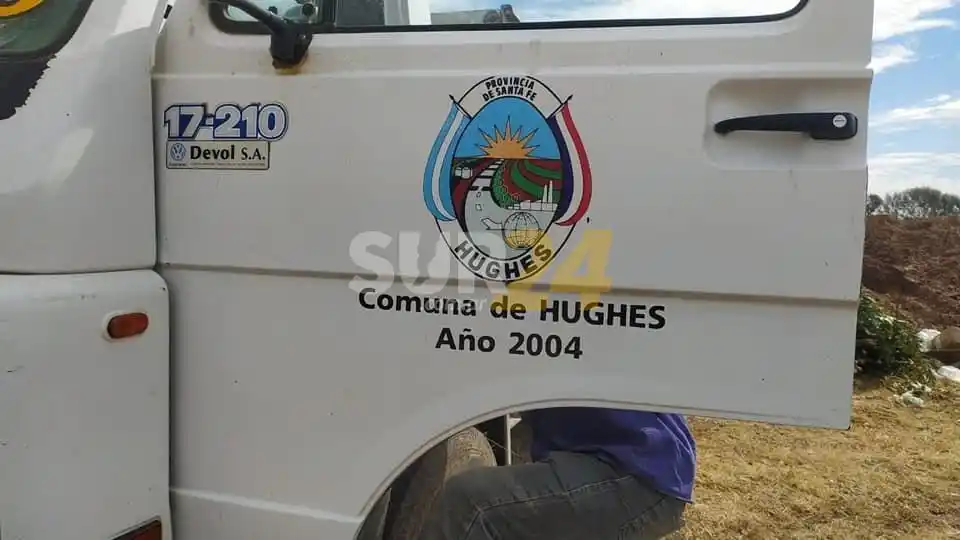 17-210
Devol S.A.
PROVINCIA
DE SANTA FE
HUGHES
SUR24
Comuna de HUGHES
Año 2004